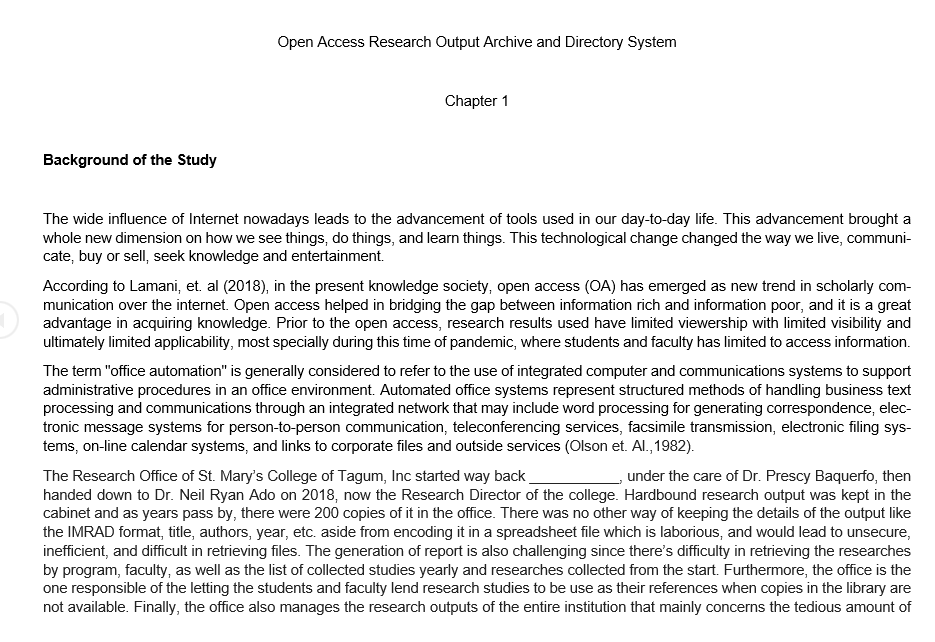 Open Access Research Output Archive and Directory System
Chapter 1
Background of the Study
The wide influence of Internet nowadays leads to the advancement of tools used in our day-to-day life. This advancement brought a
whole new dimension on how we see things, do things, and learn things. This technological change changed the way we live, communi-
cate, buy or sell, seek knowledge and entertainment.
According to Lamani, et. al (2018), in the present knowledge society, open access (OA) has emerged as new trend in scholarly com-
munication over the internet. Open access helped in bridging the gap between information rich and information poor, and it is a great
advantage in acquiring knowledge. Prior to the open access, research results used have limited viewership with limited visibility and
ultimately limited applicability, most specially during this time of pandemic, where students and faculty has limited to access information.
The term "office automation" is generally considered to refer to the use of integrated computer and communications systems to support
administrative procedures in an office environment. Automated office systems represent structured methods of handling business text
processing and communications through an integrated network that may include word processing for generating correspondence, elec-
tronic message systems for person-to-person communication, teleconferencing services, facsimile transmission, electronic filing sys-
tems, on-line calendar systems, and links to corporate files and outside services (Olson et. Al.,1982).
The Research Office of St. Mary's College of Tagum, Inc started way back ____________, under the care of Dr. Prescy Baquerfo, then
handed down to Dr. Neil Ryan Ado on 2018, now the Research Director of the college. Hardbound research output was kept in the
cabinet and as years pass by, there were 200 copies of it in the office. There was no other way of keeping the details of the output like
the IMRAD format, title, authors, year, etc. aside from encoding it in a spreadsheet file which is laborious, and would lead to unsecure,
inefficient, and difficult in retrieving files. The generation of report is also challenging since there's difficulty in retrieving the researches
by program, faculty, as well as the list of collected studies yearly and researches collected from the start. Furthermore, the office is the
one responsible of the letting the students and faculty lend research studies to be use as their references when copies in the library are
not available. Finally, the office also manages the research outputs of the entire institution that mainly concerns the tedious amount of